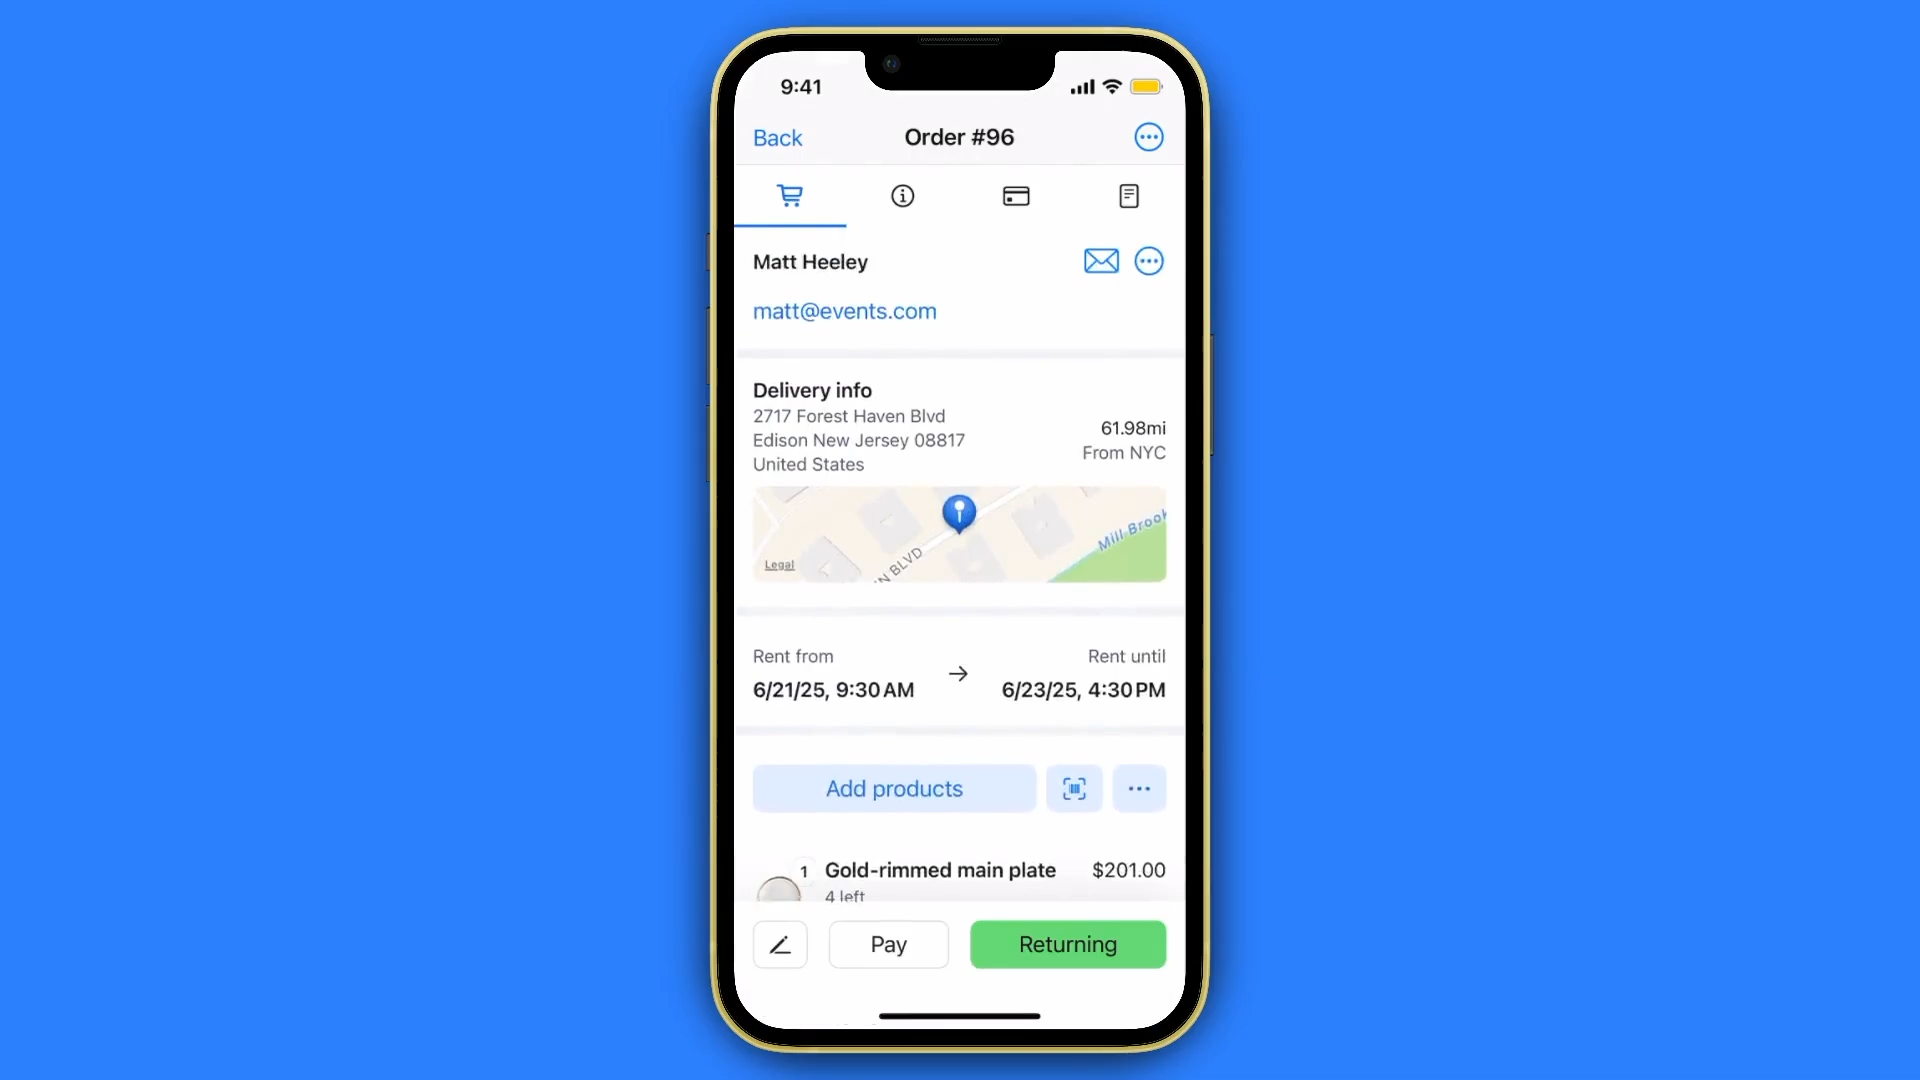 9:41
Back
Order #96
Matt Heeley
matt@events.com
Delivery info
2717 Forest Haven Blvd
Edison New Jersey 08817
United States
61.98mi
From NYC
Mill Brook
N BLVD
Legal
Rent from
Rent until
6/21/25, 9:30 AM
6/23/25, 4:30 PM
Add products
1
Gold-rimmed main plate
$201.00
4 left
Pay
Returning